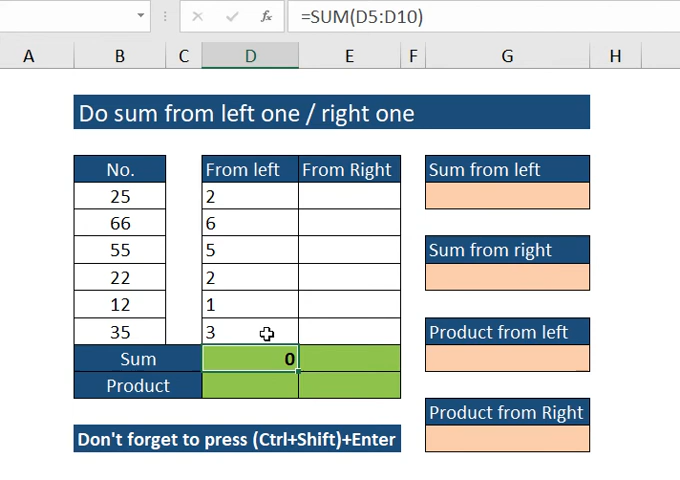 =SUM(D5:D10)
A B C D E F G H
Do sum from left one / right one
No. From left From Right Sum from left
25 2
66 6
55 5 Sum from right
22 2
12 1
35 3 Product from left
Sum 0
Product
Product from Right
Don't forget to press (Ctrl+Shift)+Enter